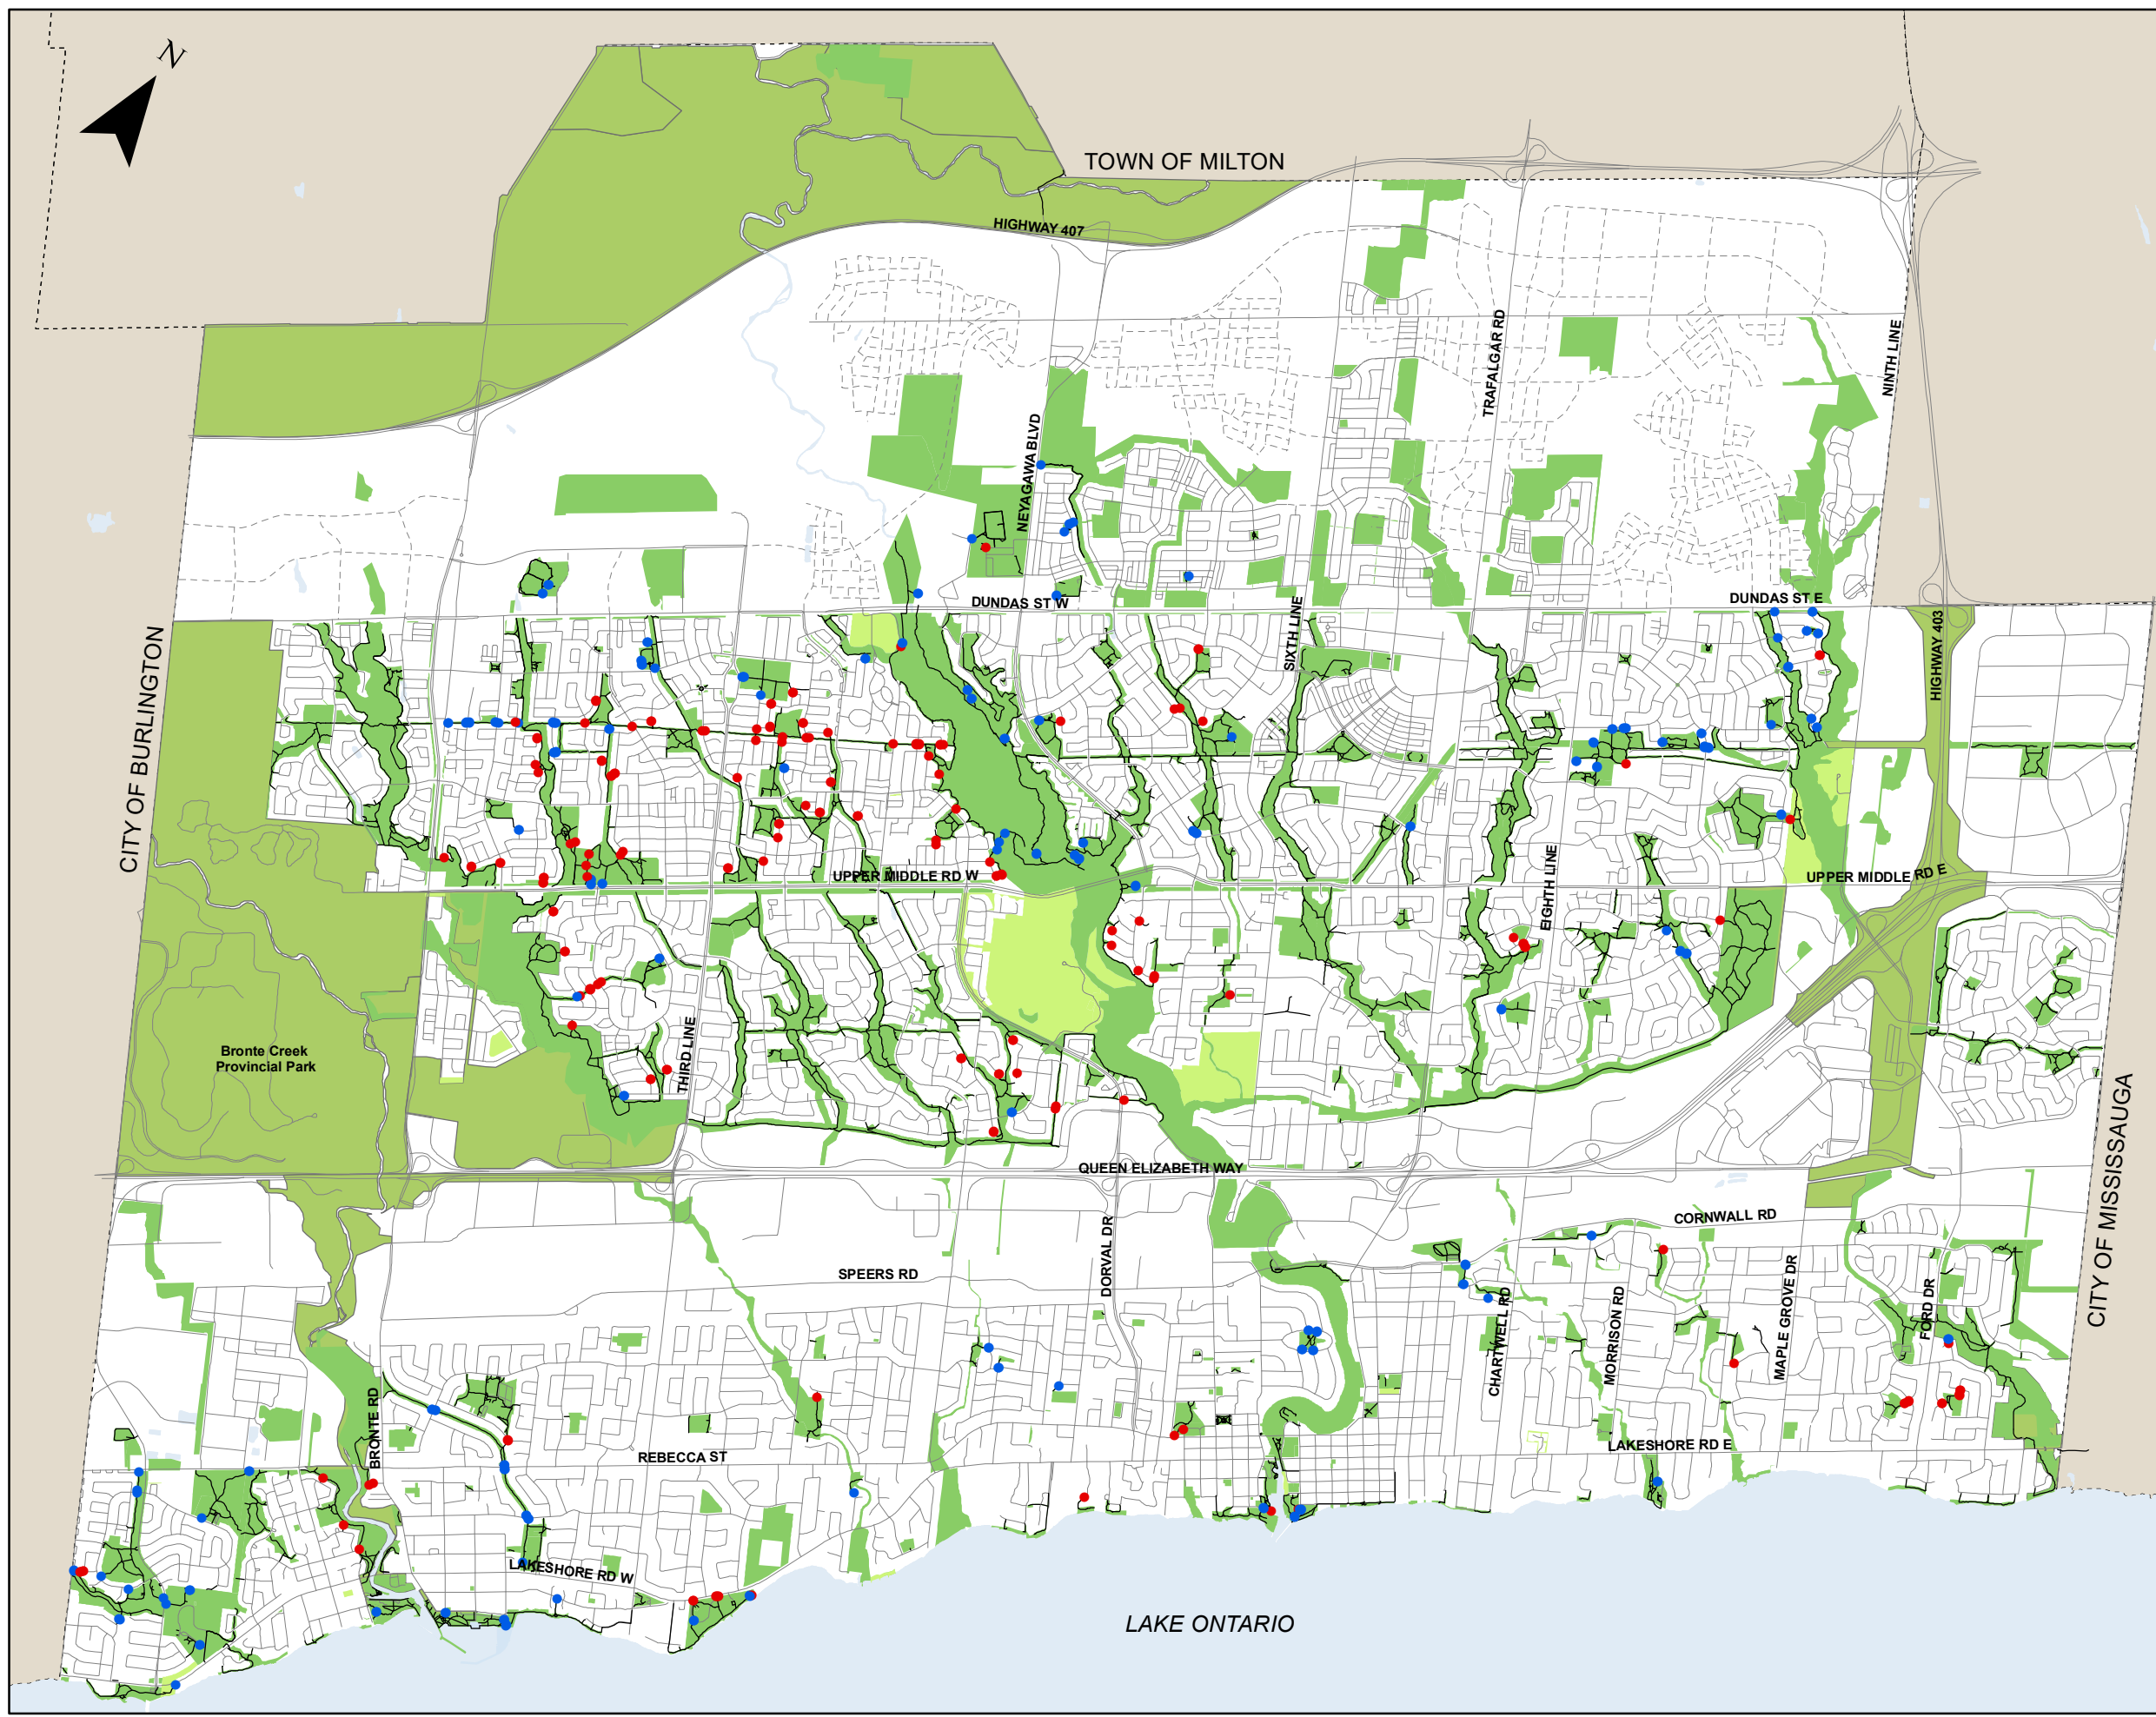 N
TOWN OF MILTON
HIGHWAY 407
TRAFALGAR RD
NINTH LINE
NEYAGAWA BLVD
DUNDAS ST W
DUNDAS ST E
SIXTH LINE
HIGHWAY 403
CITY OF BURLINGTON
UPPER MIDDLE RD W
UPPER MIDDLE RD E
EIGHTH LINE
Bronte Creek
Provincial Park
THIRD LINE
CITY OF MISSISSAUGA
QUEEN ELIZABETH WAY
CORNWALL RD
DORVAL DR
SPEERS RD
CHARTWELL RD
MORRISON RD
MAPLE GROVE DR
FORD DR
BRONTE RD
REBECCA ST
LAKESHORE RD E
LAKESHORE RD W
LAKE ONTARIO